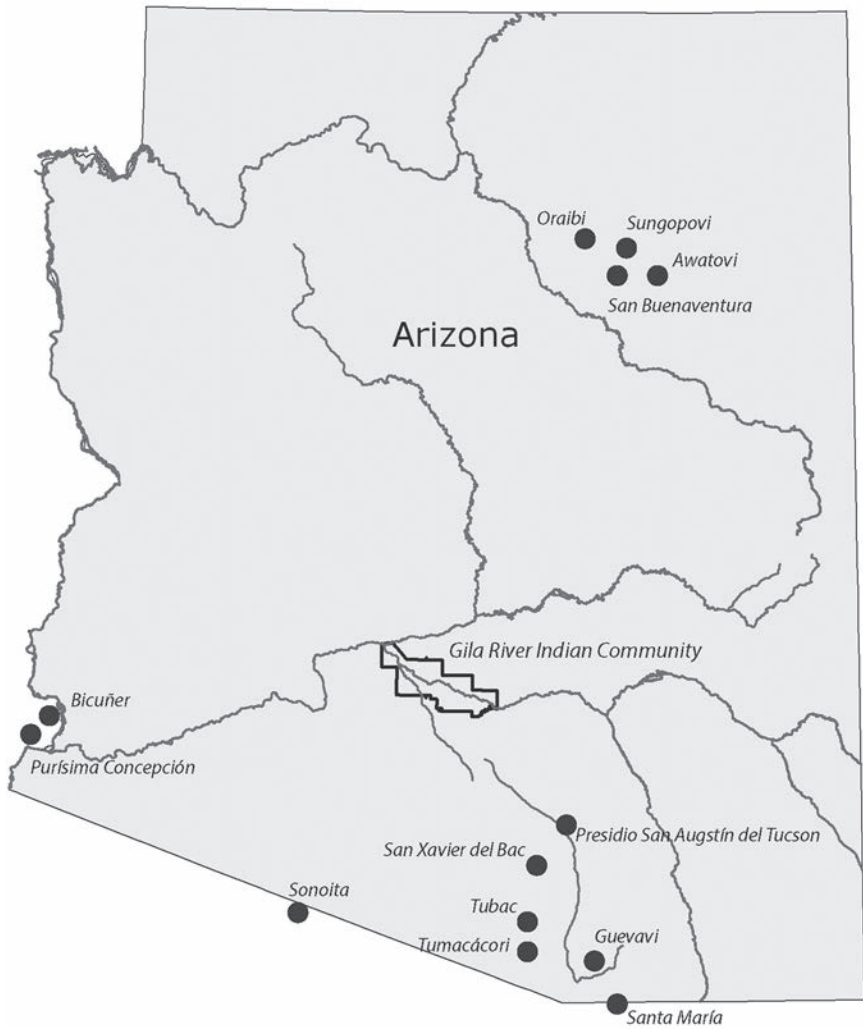 Oraibi
Sungopovi
Awatovi
San Buenaventura
Arizona
Gila River Indian Community
Bicuñer
Purísima Concepción
Presidio San Augstín del Tucson
San Xavier del Bac
Sonoita
Tubac
Tumacácori
Guevavi
Santa María